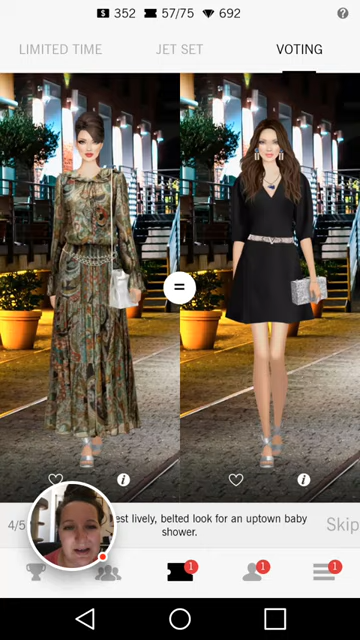 352 57/75 692 ?
LIMITED TIME JET SET VOTING
=
i i
4/5 est lively, belted look for an uptown baby Skip
shower.
1 1 1